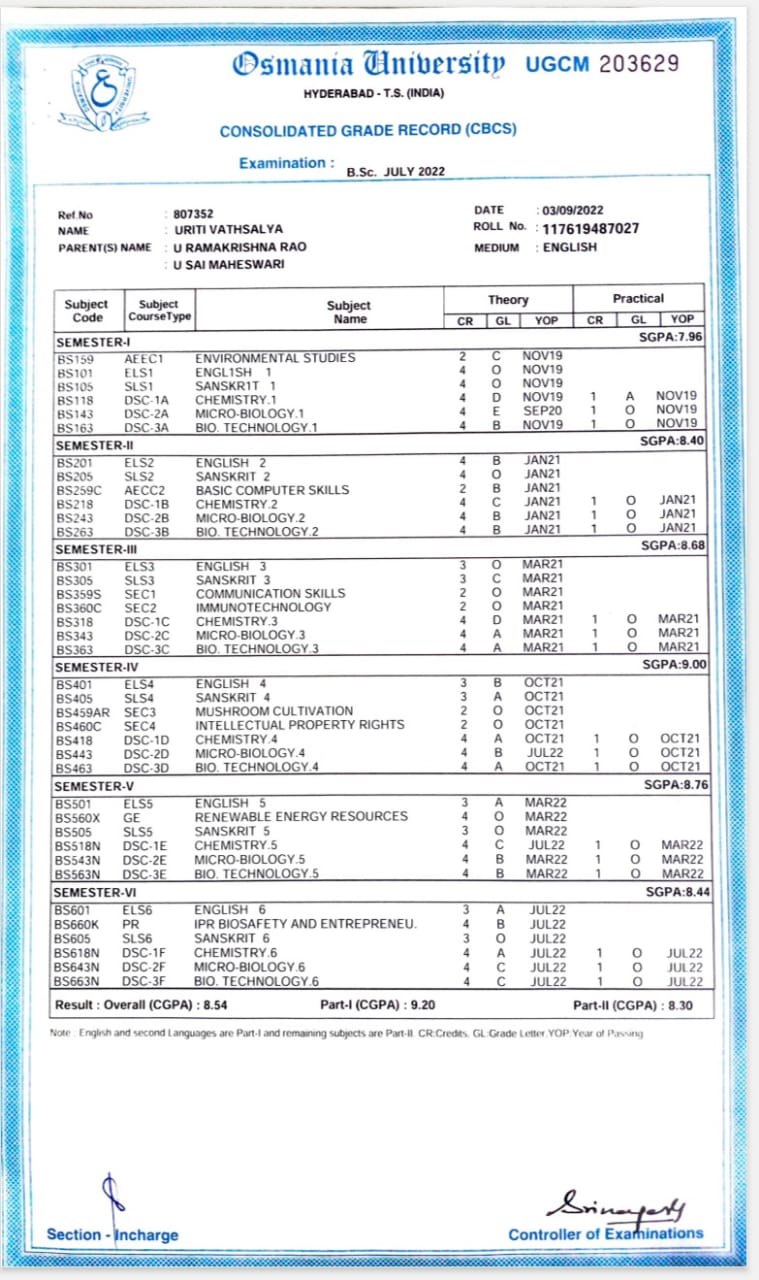 Osmania University UGCM 203629
HYDERABAD - T.S. (INDIA)
CONSOLIDATED GRADE RECORD (CBCS)
Examination : B.Sc. JULY 2022
Ref.No : 807352 DATE : 03/09/2022
NAME : URITI VATHSALYA ROLL No. : 117619487027
PARENT(S) NAME : U RAMAKRISHNA RAO MEDIUM : ENGLISH
: U SAI MAHESWARI
Subject Code Subject CourseType Subject Name Theory Practical
CR GL YOP CR GL YOP
SEMESTER-I SGPA:7.96
BS159 AEEC1 ENVIRONMENTAL STUDIES 2 C NOV19
BS101 ELS1 ENGL1SH 1 4 O NOV19
BS105 SLS1 SANSKR1T 1 4 O NOV19
BS118 DSC-1A CHEMISTRY.1 4 D NOV19 1 A NOV19
BS143 DSC-2A MICRO-BIOLOGY.1 4 E SEP20 1 O NOV19
BS163 DSC-3A BIO. TECHNOLOGY.1 4 B NOV19 1 O NOV19
SEMESTER-II SGPA:8.40
BS201 ELS2 ENGLISH 2 4 B JAN21
BS205 SLS2 SANSKRIT 2 4 O JAN21
BS259C AECC2 BASIC COMPUTER SKILLS 2 B JAN21
BS218 DSC-1B CHEMISTRY.2 4 C JAN21 1 O JAN21
BS243 DSC-2B MICRO-BIOLOGY.2 4 B JAN21 1 O JAN21
BS263 DSC-3B BIO. TECHNOLOGY.2 4 B JAN21 1 O JAN21
SEMESTER-III SGPA:8.68
BS301 ELS3 ENGLISH 3 3 O MAR21
BS305 SLS3 SANSKRIT 3 3 C MAR21
BS359S SEC1 COMMUNICATION SKILLS 2 O MAR21
BS360C SEC2 IMMUNOTECHNOLOGY 2 O MAR21
BS318 DSC-1C CHEMISTRY.3 4 D MAR21 1 O MAR21
BS343 DSC-2C MICRO-BIOLOGY.3 4 A MAR21 1 O MAR21
BS363 DSC-3C BIO. TECHNOLOGY.3 4 A MAR21 1 O MAR21
SEMESTER-IV SGPA:9.00
BS401 ELS4 ENGLISH 4 3 B OCT21
BS405 SLS4 SANSKRIT 4 3 A OCT21
BS459AR SEC3 MUSHROOM CULTIVATION 2 O OCT21
BS460C SEC4 INTELLECTUAL PROPERTY RIGHTS 2 O OCT21
BS418 DSC-1D CHEMISTRY.4 4 A OCT21 1 O OCT21
BS443 DSC-2D MICRO-BIOLOGY.4 4 B JUL22 1 O OCT21
BS463 DSC-3D BIO. TECHNOLOGY.4 4 A OCT21 1 O OCT21
SEMESTER-V SGPA:8.76
BS501 ELS5 ENGLISH 5 3 A MAR22
BS560X GE RENEWABLE ENERGY RESOURCES 4 O MAR22
BS505 SLS5 SANSKRIT 5 3 O MAR22
BS518N DSC-1E CHEMISTRY.5 4 C JUL22 1 O MAR22
BS543N DSC-2E MICRO-BIOLOGY.5 4 B MAR22 1 O MAR22
BS563N DSC-3E BIO. TECHNOLOGY.5 4 B MAR22 1 O MAR22
SEMESTER-VI SGPA:8.44
BS601 ELS6 ENGLISH 6 3 A JUL22
BS660K PR IPR BIOSAFETY AND ENTREPRENEU. 4 B JUL22
BS605 SLS6 SANSKRIT 6 3 O JUL22
BS618N DSC-1F CHEMISTRY.6 4 A JUL22 1 O JUL22
BS643N DSC-2F MICRO-BIOLOGY.6 4 C JUL22 1 O JUL22
BS663N DSC-3F BIO. TECHNOLOGY.6 4 C JUL22 1 O JUL22
Result : Overall (CGPA) : 8.54 Part-I (CGPA) : 9.20 Part-II (CGPA) : 8.30
Note : English and second Languages are Part-I and remaining subjects are Part-II. CR:Credits, GL:Grade Letter,YOP:Year of Passing
Section - Incharge Controller of Examinations